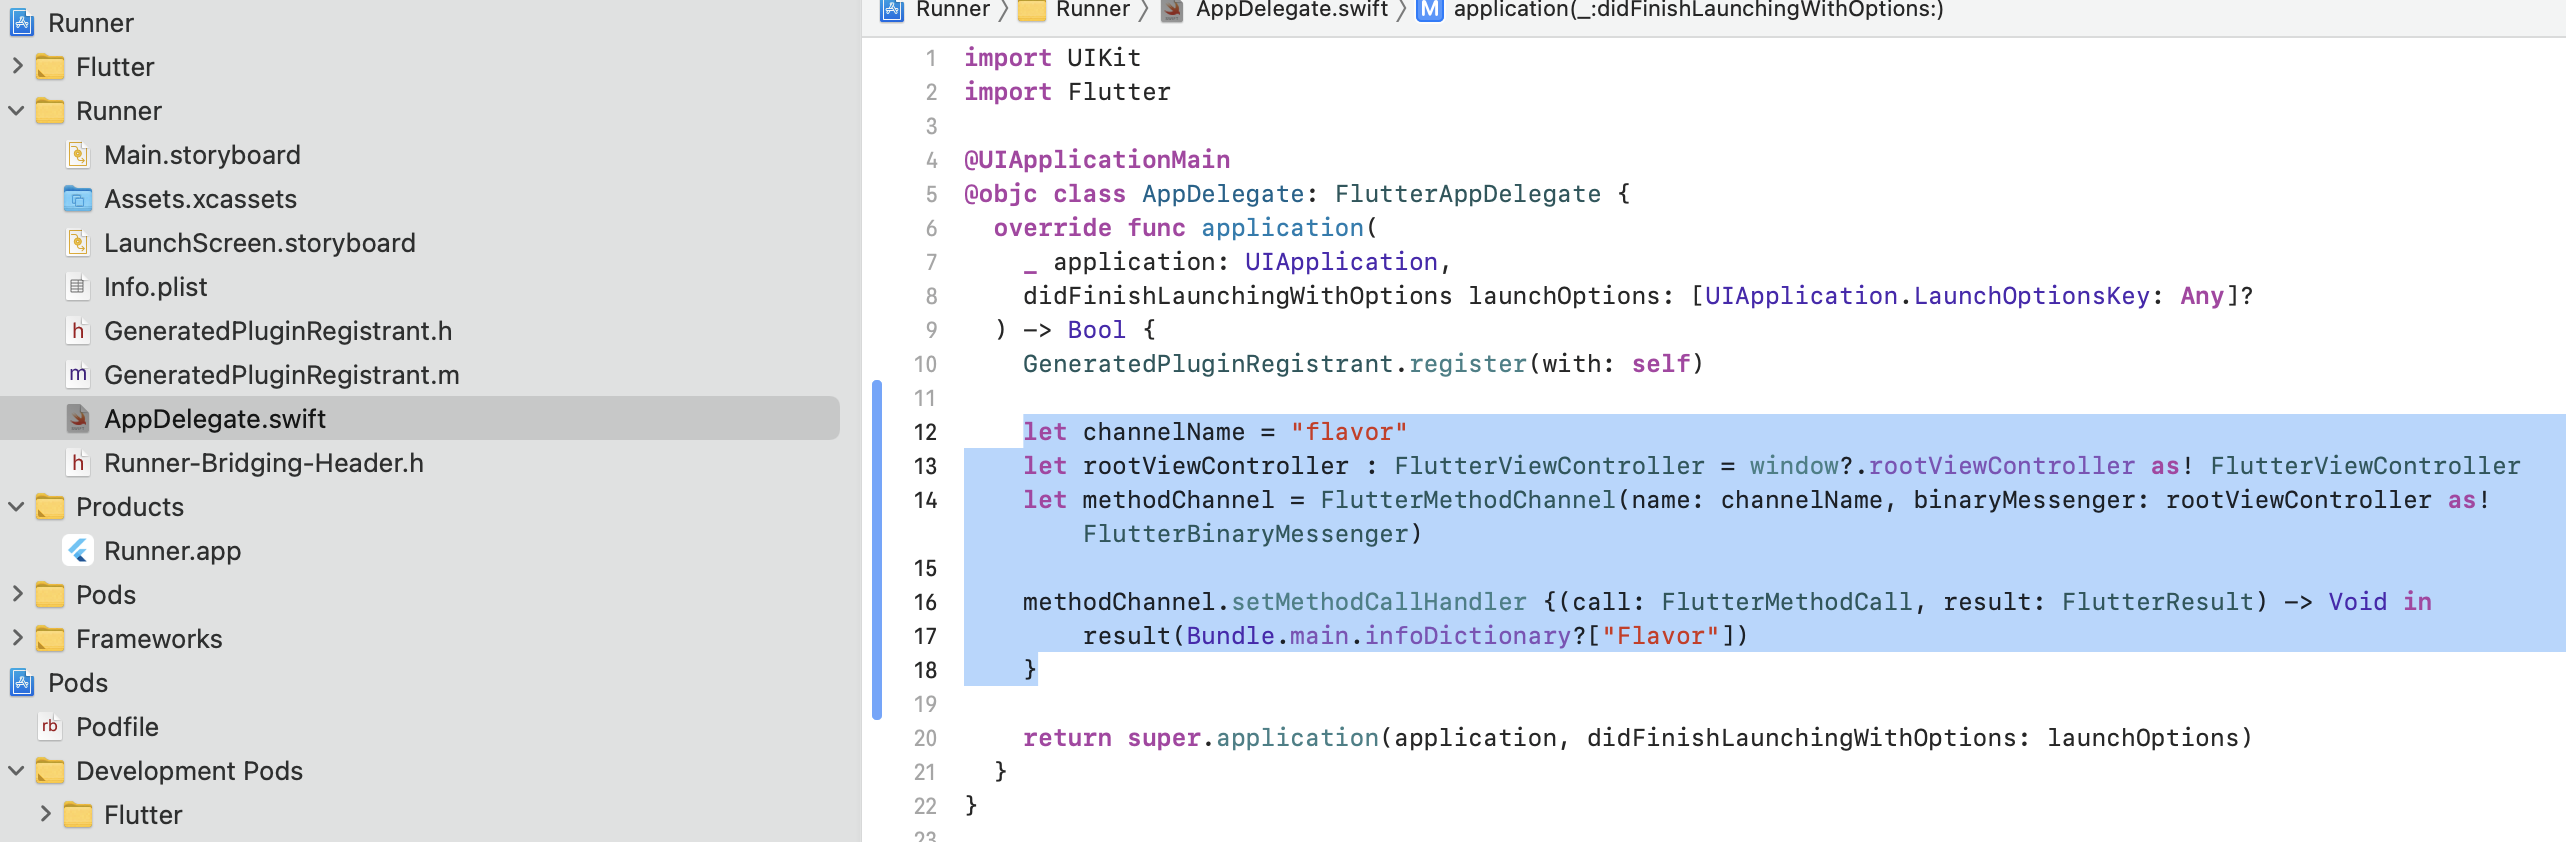 Runner
Flutter
Runner
Main.storyboard
Assets.xcassets
LaunchScreen.storyboard
Info.plist
h GeneratedPluginRegistrant.h
m GeneratedPluginRegistrant.m
AppDelegate.swift
h Runner-Bridging-Header.h
Products
Runner.app
Pods
Frameworks
Pods
rb Podfile
Development Pods
Flutter
Runner Runner AppDelegate.swift M application(_:didFinishLaunchingWithOptions:)
1 import UIKit
2 import Flutter
3
4 @UIApplicationMain
5 @objc class AppDelegate: FlutterAppDelegate {
6 override func application(
7 _ application: UIApplication,
8 didFinishLaunchingWithOptions launchOptions: [UIApplication.LaunchOptionsKey: Any]?
9 ) -> Bool {
10 GeneratedPluginRegistrant.register(with: self)
11
12 let channelName = "flavor"
13 let rootViewController : FlutterViewController = window?.rootViewController as! FlutterViewController
14 let methodChannel = FlutterMethodChannel(name: channelName, binaryMessenger: rootViewController as!
FlutterBinaryMessenger)
15
16 methodChannel.setMethodCallHandler {(call: FlutterMethodCall, result: FlutterResult) -> Void in
17 result(Bundle.main.infoDictionary?["Flavor"])
18 }
19
20 return super.application(application, didFinishLaunchingWithOptions: launchOptions)
21 }
22 }
23